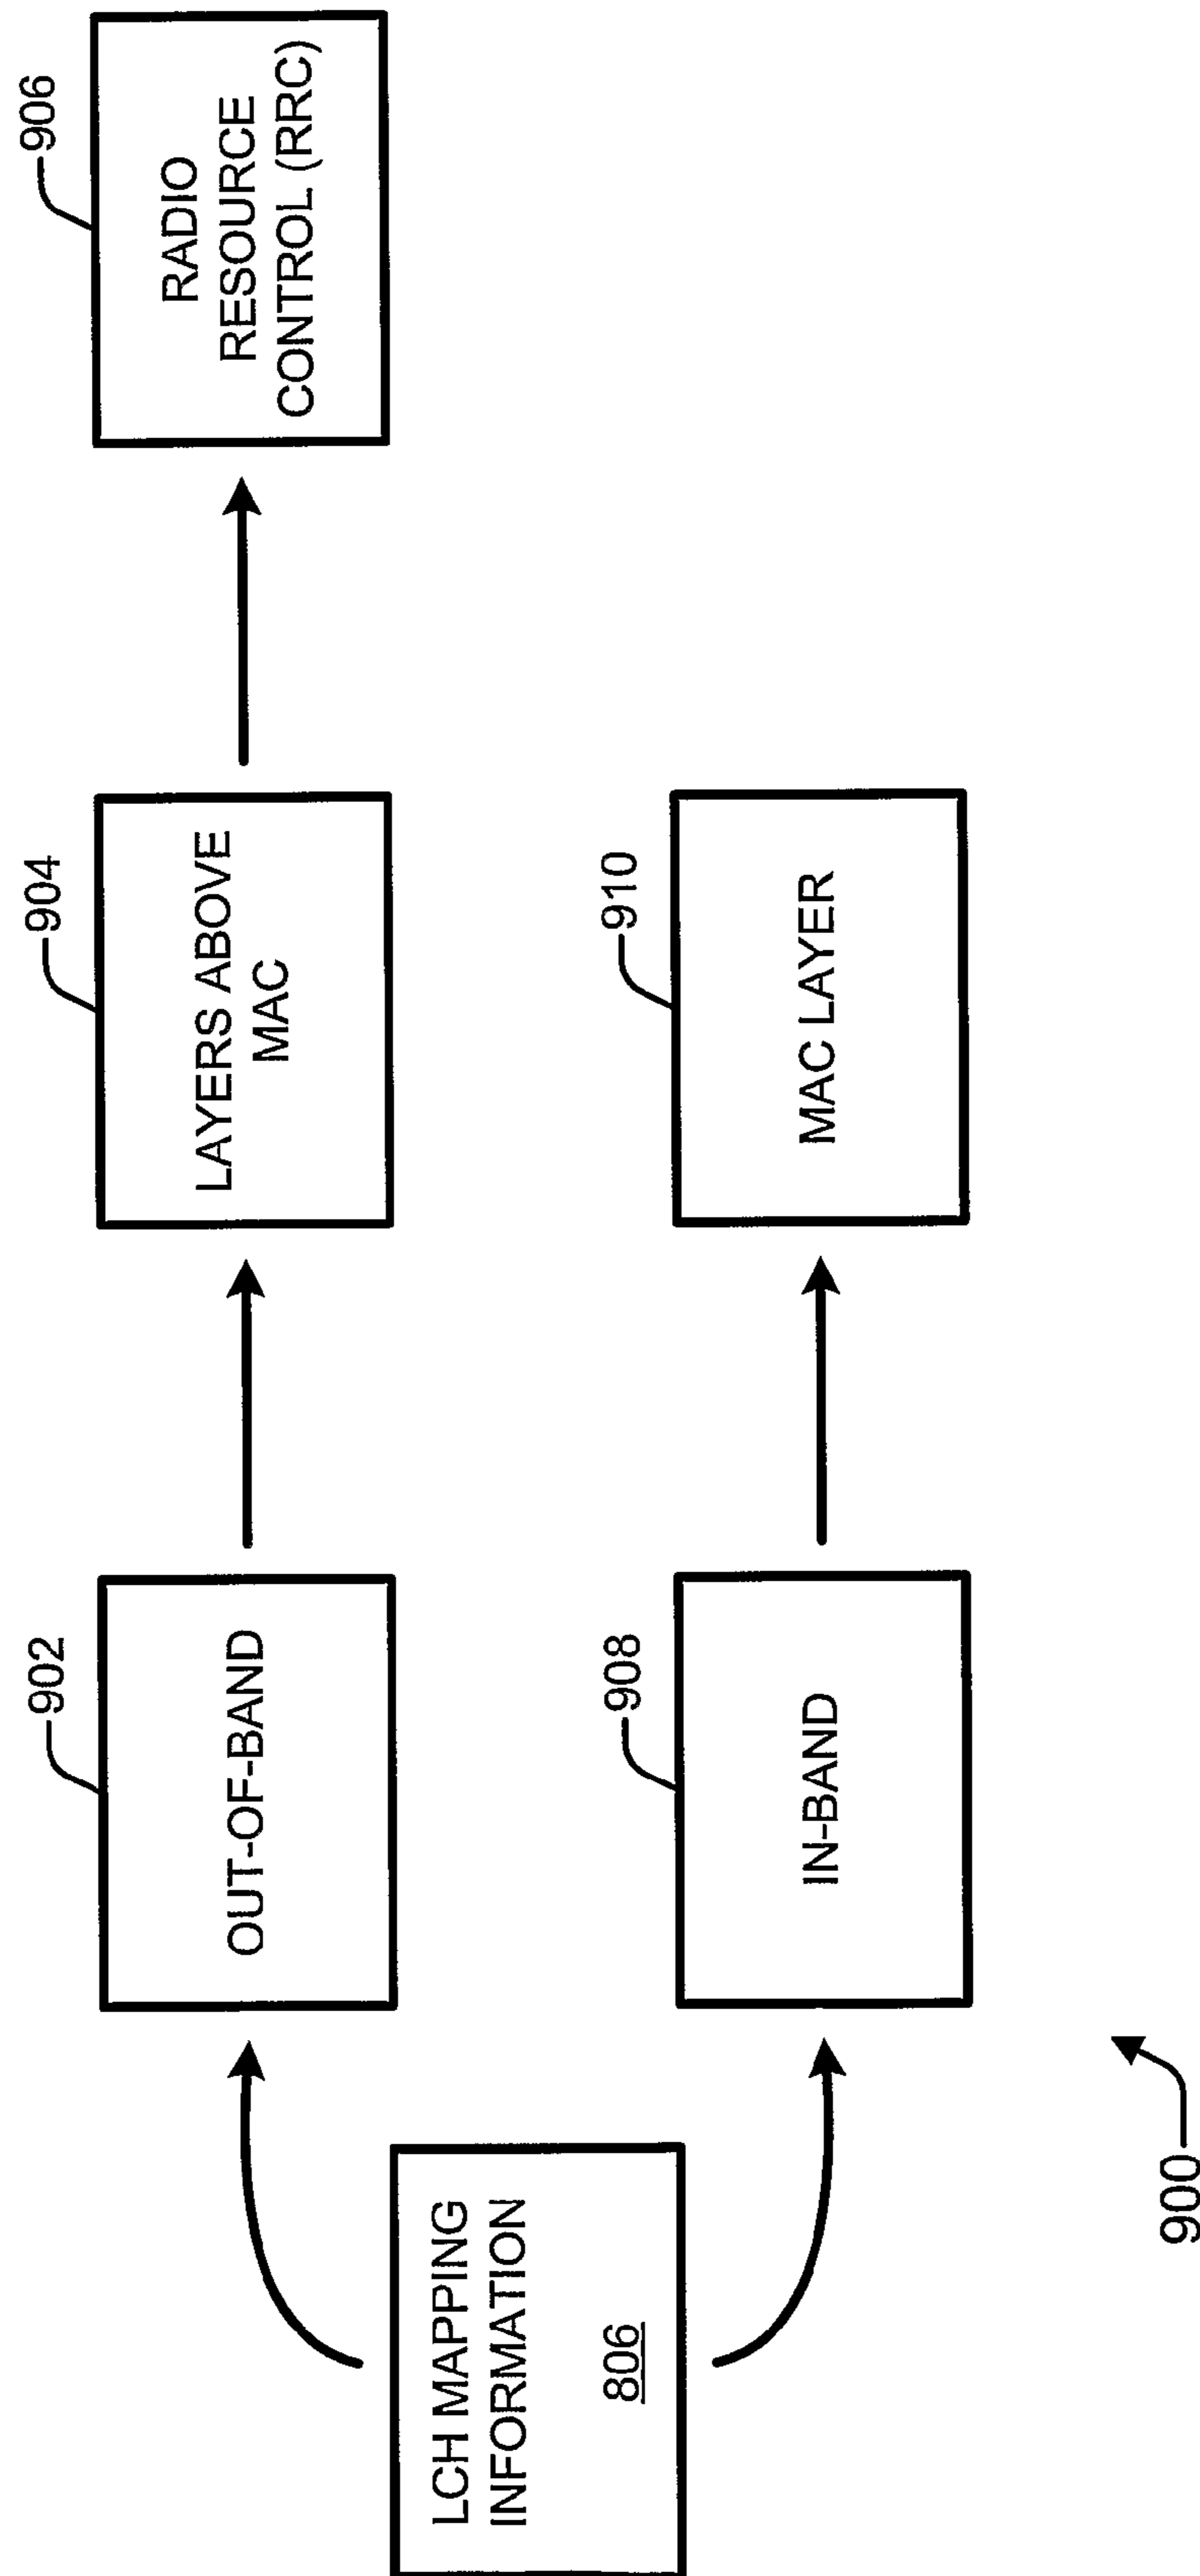 902
OUT-OF-BAND
904
LAYERS ABOVE
MAC
906
RADIO
RESOURCE
CONTROL (RRC)
LCH MAPPING
INFORMATION
806
908
IN-BAND
910
MAC LAYER
900